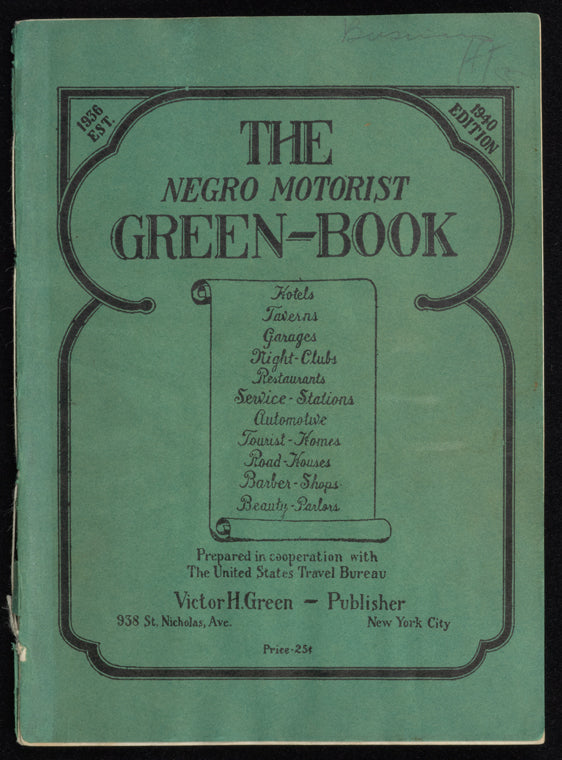 1936
EST.
1940
EDITION
THE
NEGRO MOTORIST
GREEN-BOOK
Hotels
Taverns
Garages
Night-Clubs
Restaurants
Service-Stations
Automotive
Tourist-Homes
Road-Houses
Barber-Shops
Beauty-Parlors
Prepared in cooperation with
The United States Travel Bureau
Victor H. Green — Publisher
938 St. Nicholas, Ave. New York City
Price-25¢